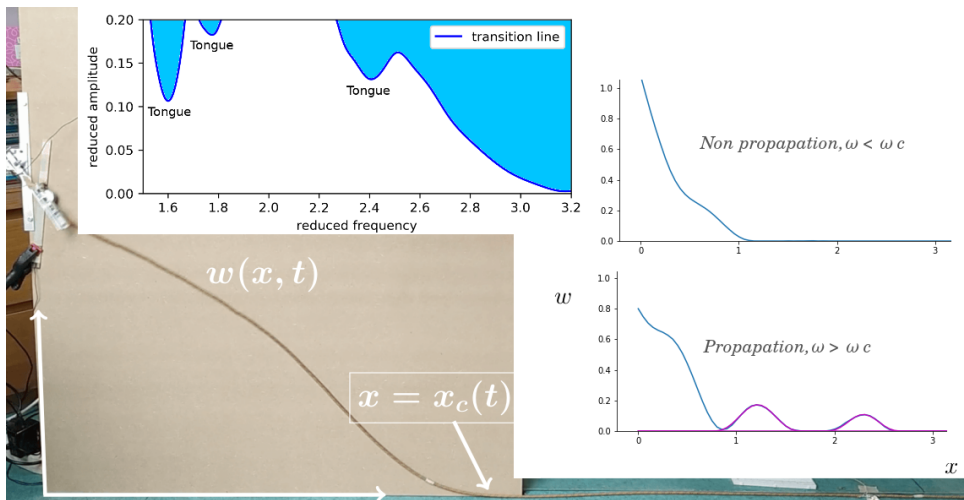 0.20
0.15
0.10
0.05
0.00
reduced amplitude
Tongue
Tongue
Tongue
transition line
1.6 1.8 2.0 2.2 2.4 2.6 2.8 3.0 3.2
reduced frequency
w(x, t)
x = x_c(t)
1.0
0.8
0.6
0.4
0.2
0.0
0 1 2 3
Non propapation, ω < ω c
w
1.0
0.8
0.6
0.4
0.2
0.0
0 1 2 3
Propapation, ω > ω c
x